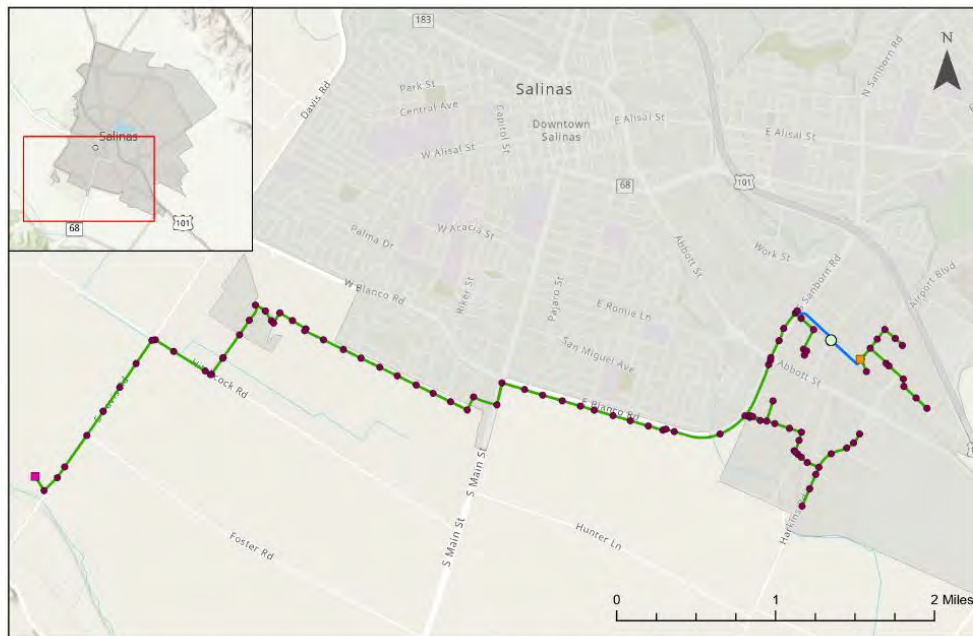 183
N Sanborn Rd
N
Davis Rd
Park St
Salinas
Central Ave
Capitol St
Downtown
Salinas
E Alisal St
E Alisal St
W Alisal St
Salinas
68
101
68
101
W Acacia St
Palma Dr
Abbott St
Work St
Sanborn Rd
Airport Blvd
W Blanco Rd
Riker St
Pajaro St
E Romie Ln
San Miguel Ave
Abbott St
E Blanco Rd
S Main St
Foster Rd
S Main St
Hunter Ln
0
1
2 Miles